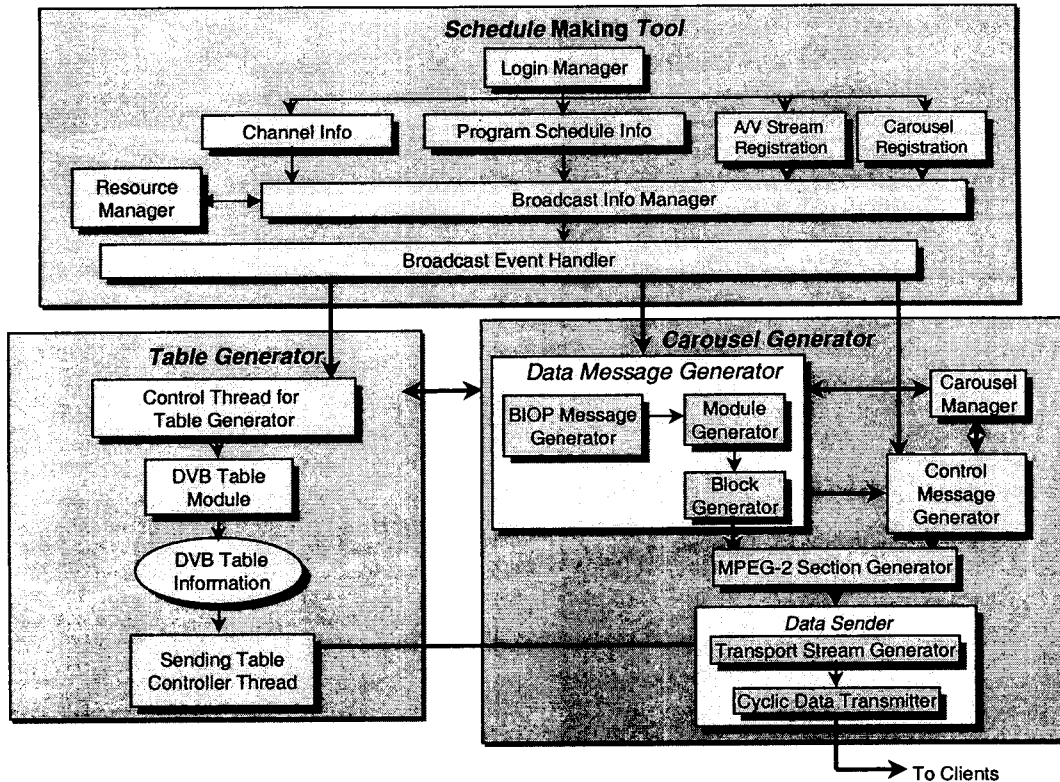 Schedule Making Tool
Login Manager
Channel Info
Program Schedule Info
A/V Stream
Registration
Carousel
Registration
Resource
Manager
Broadcast Info Manager
Broadcast Event Handler
Table Generator
Control Thread for
Table Generator
DVB Table
Module
DVB Table
Information
Sending Table
Controller Thread
Carousel Generator
Data Message Generator
BIOP Message
Generator
Module
Generator
Block
Generator
Carousel
Manager
Control
Message
Generator
MPEG-2 Section Generator
Data Sender
Transport Stream Generator
Cyclic Data Transmitter
To Clients